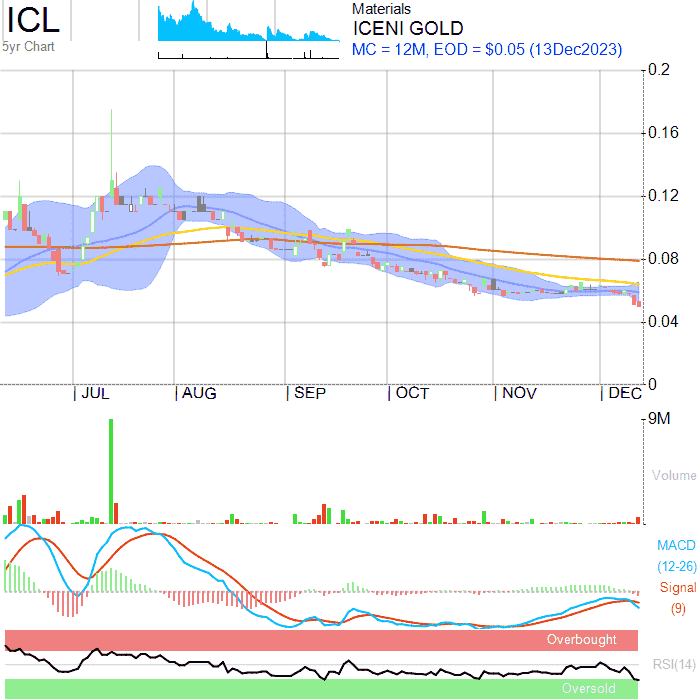 ICL
5yr Chart
Materials
ICENI GOLD
MC = 12M, EOD = $0.05 (13Dec2023)
0.2
0.16
0.12
0.08
0.04
0
JUL AUG SEP OCT NOV DEC
9M
Volume
MACD
(12-26)
Signal
(9)
Overbought
RSI(14)
Oversold